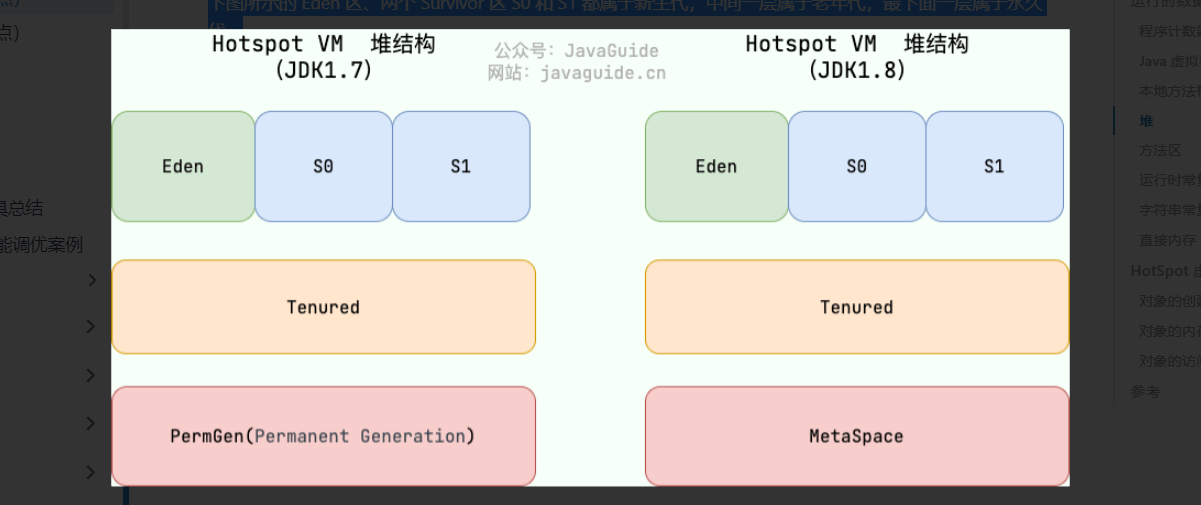 下图所示的 Eden 区、两个 Survivor 区 S0 和 S1 都属于新生代，中间一层属于老年代，最下面一层属于永久
点）
Hotspot VM 堆结构
(JDK1.7)
公众号：JavaGuide
网站：javaguide.cn
Hotspot VM 堆结构
(JDK1.8)
Eden
S0
S1
Eden
S0
S1
Tenured
Tenured
PermGen(Permanent Generation)
MetaSpace
总结
能调优案例
运行的数据
程序计数
Java 虚拟
本地方法
堆
方法区
运行时常
字符串常
直接内存
HotSpot 虚
对象的创
对象的内
对象的访
参考